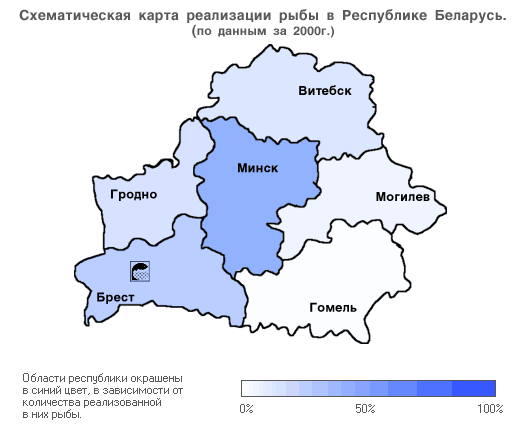 Схематическая карта реализации рыбы в Республике Беларусь.
(по данным за 2000г.)
Витебск
Минск
Гродно
Могилев
Брест
Гомель
Области республики окрашены
в синий цвет, в зависимости от
количества реализованной
в них рыбы.
0% 50% 100%